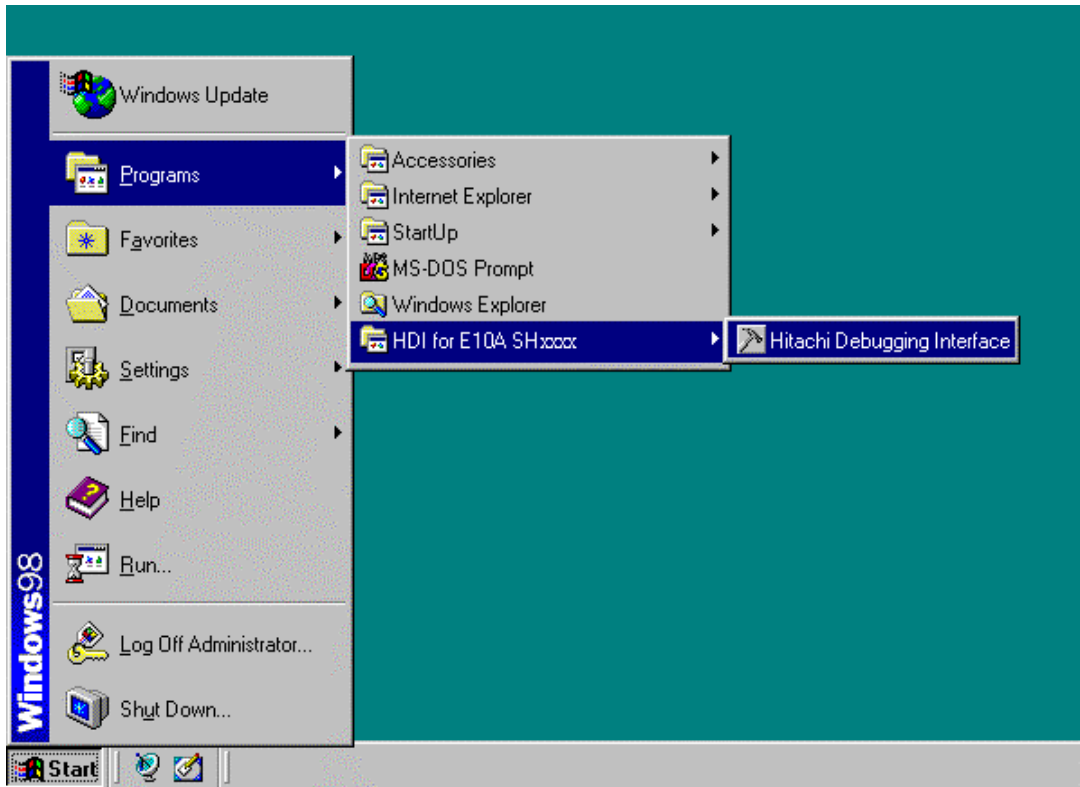 Windows Update
Programs
Favorites
Documents
Settings
Find
Help
Run...
Log Off Administrator...
Shut Down...
Windows98
Accessories
Internet Explorer
StartUp
MS-DOS Prompt
Windows Explorer
HDI for E10A SHxxxx
Hitachi Debugging Interface
Start